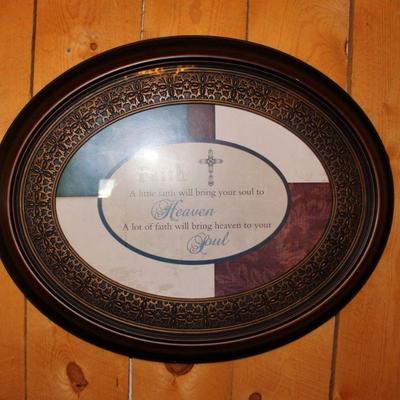 Faith
A little faith will bring your soul to
Heaven
A lot of faith will bring heaven to your
Soul